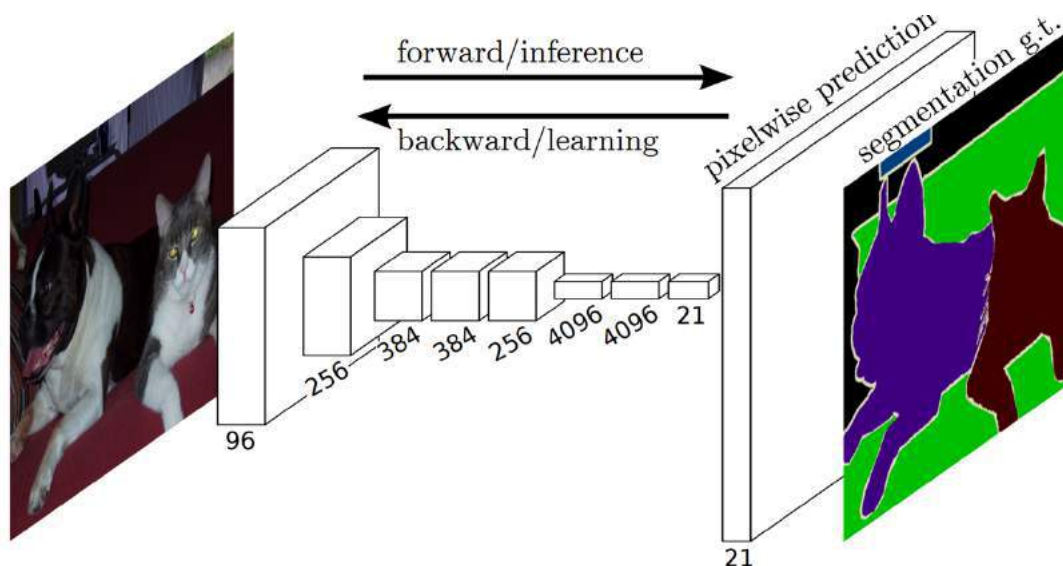 forward/inference
backward/learning
pixelwise prediction
segmentation g.t.
96
256
384
384
256
4096
4096
21
21